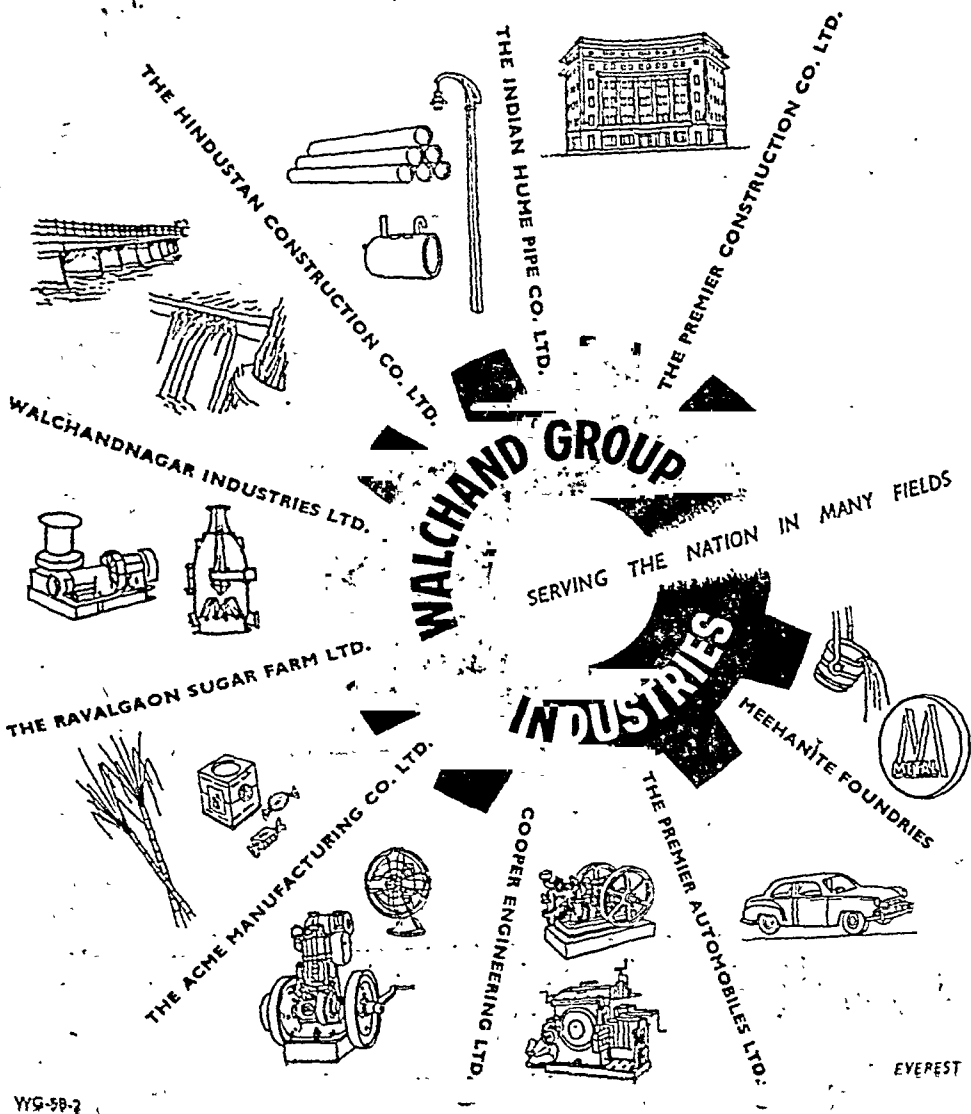 THE HINDUSTAN CONSTRUCTION CO. LTD.
THE INDIAN HUME PIPE CO. LTD.
THE PREMIER CONSTRUCTION CO. LTD.
WALCHANDNAGAR INDUSTRIES LTD.
WALCHAND GROUP
INDUSTRIES
SERVING THE NATION IN MANY FIELDS
THE RAVALGAON SUGAR FARM LTD.
MEEHANITE FOUNDRIES
M
METAL
THE ACME MANUFACTURING CO. LTD.
COOPER ENGINEERING LTD.
THE PREMIER AUTOMOBILES LTD.
EVEREST
WG-58-2